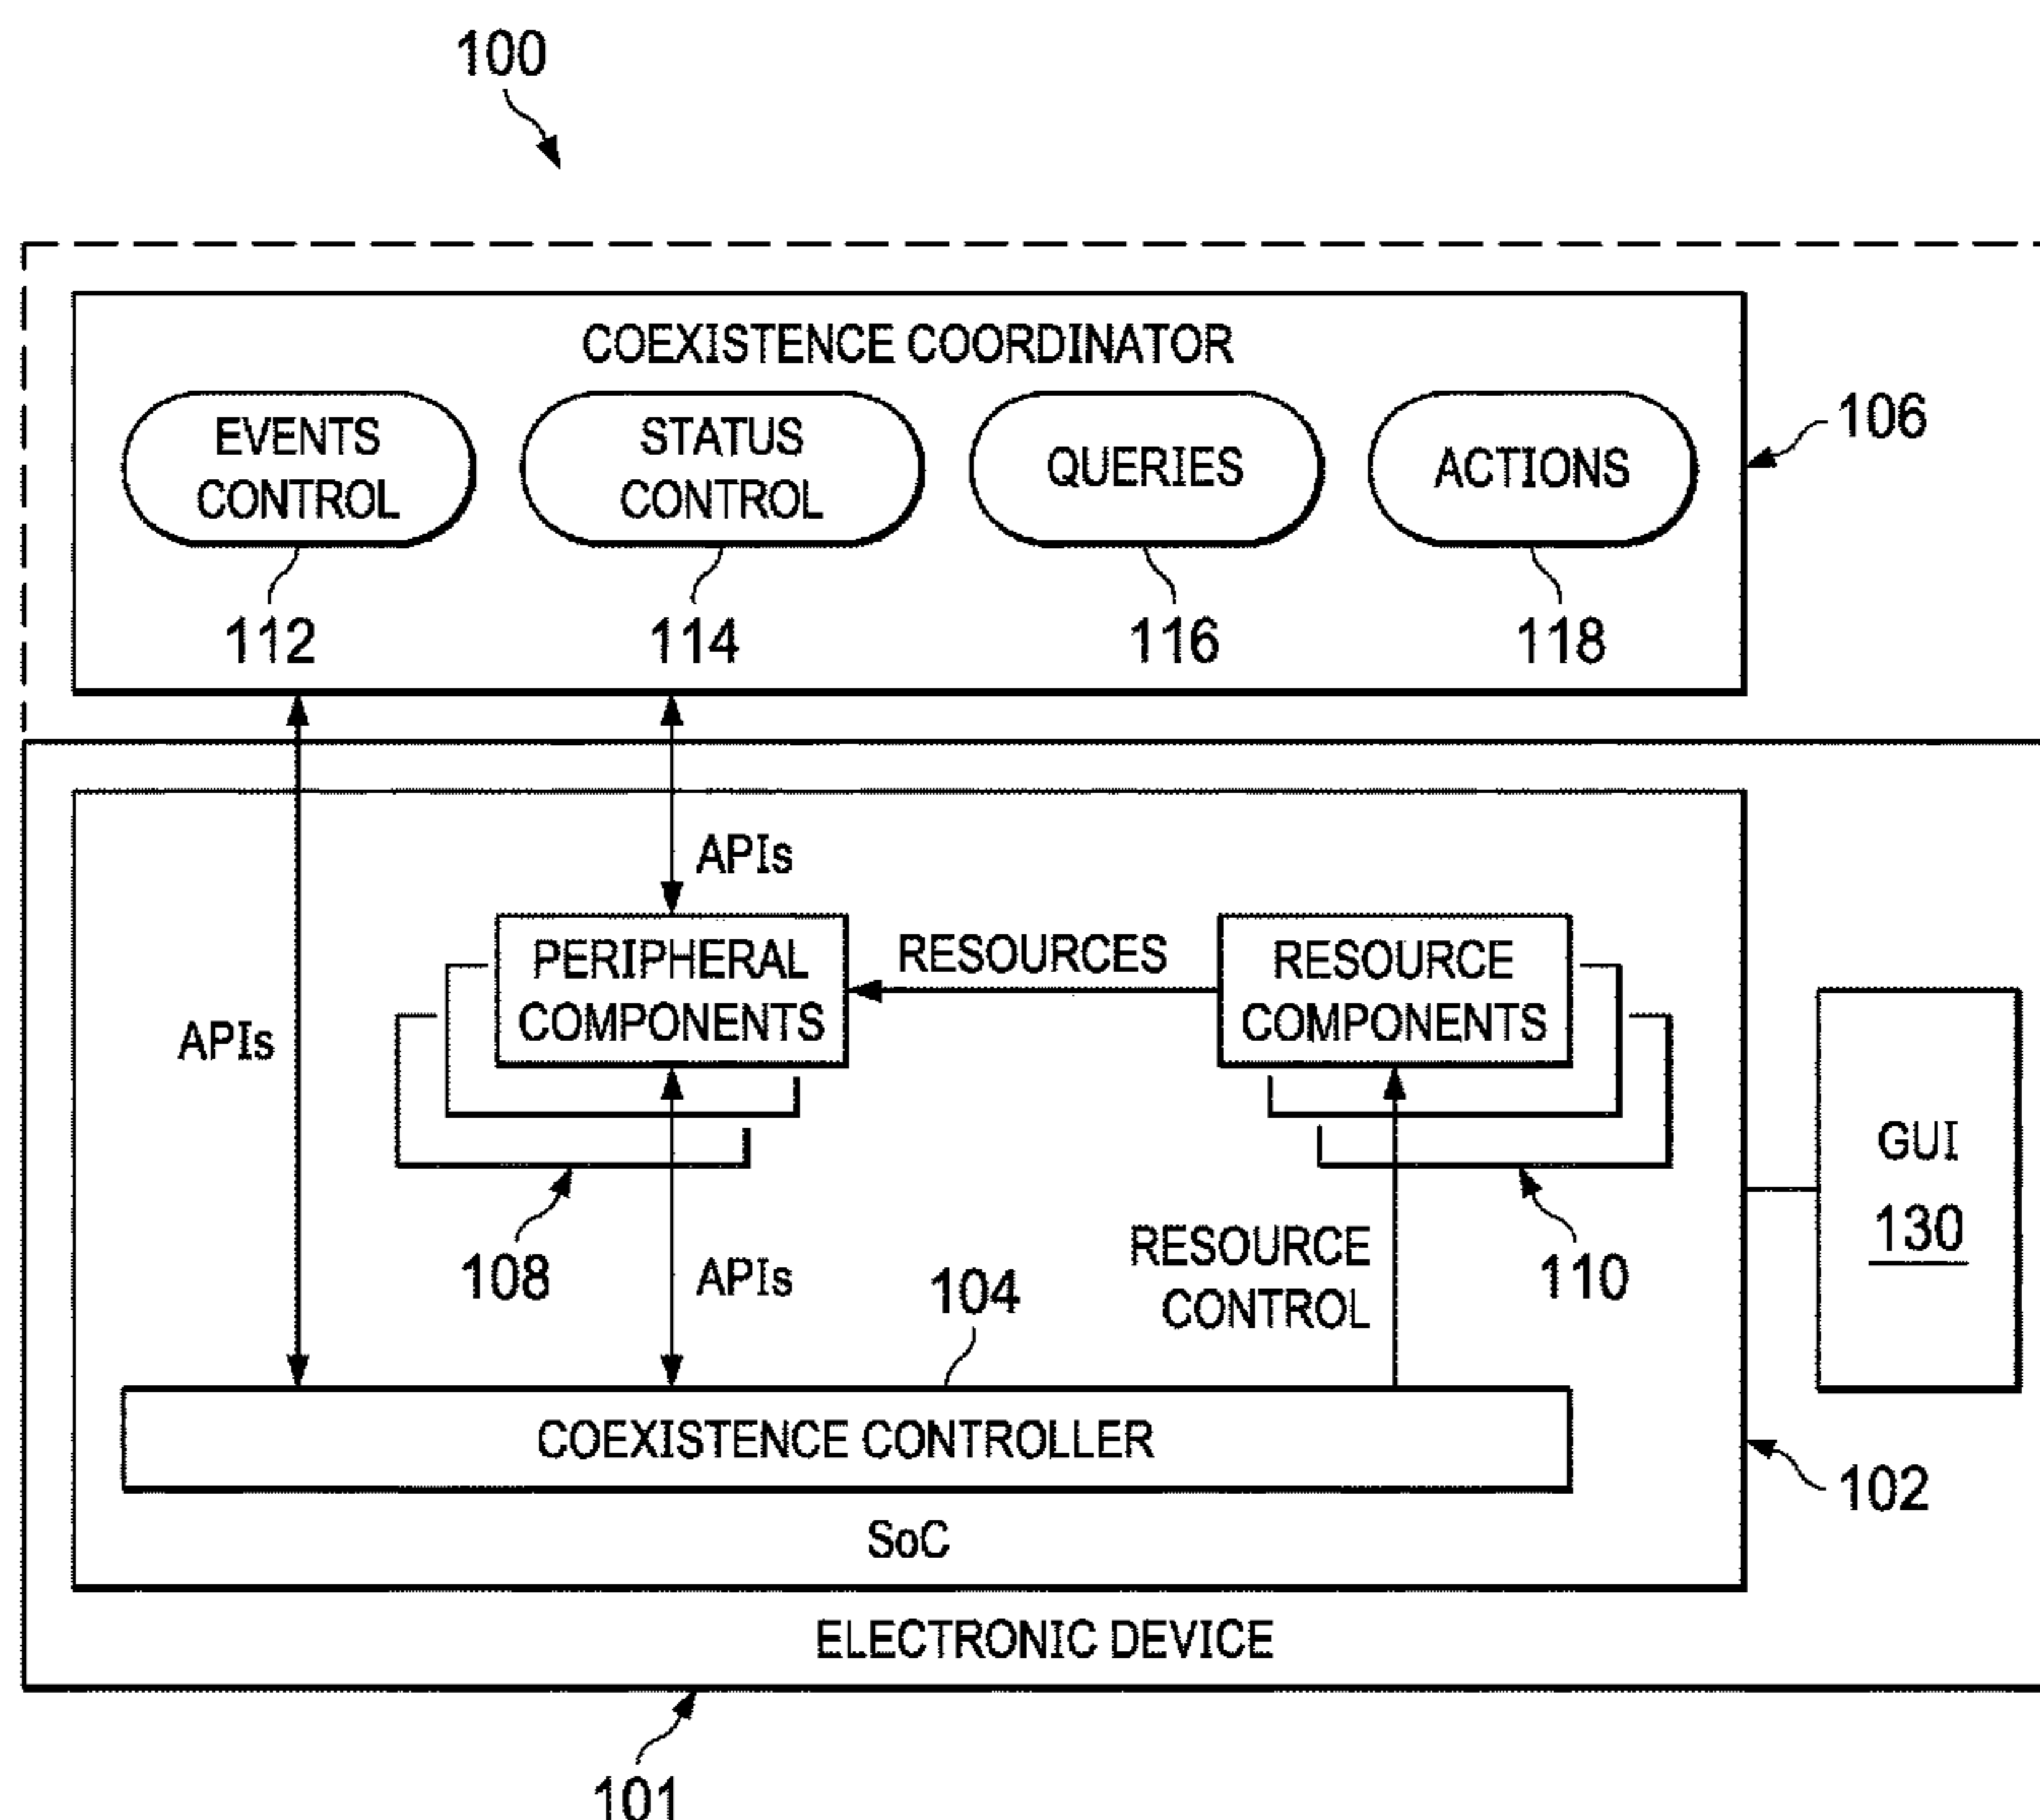 100
COEXISTENCE COORDINATOR
EVENTS
CONTROL
STATUS
CONTROL
QUERIES
ACTIONS
106
112
114
116
118
APIs
PERIPHERAL
COMPONENTS
RESOURCES
RESOURCE
COMPONENTS
APIs
GUI
130
108
APIs
104
RESOURCE
CONTROL
110
COEXISTENCE CONTROLLER
102
SoC
ELECTRONIC DEVICE
101